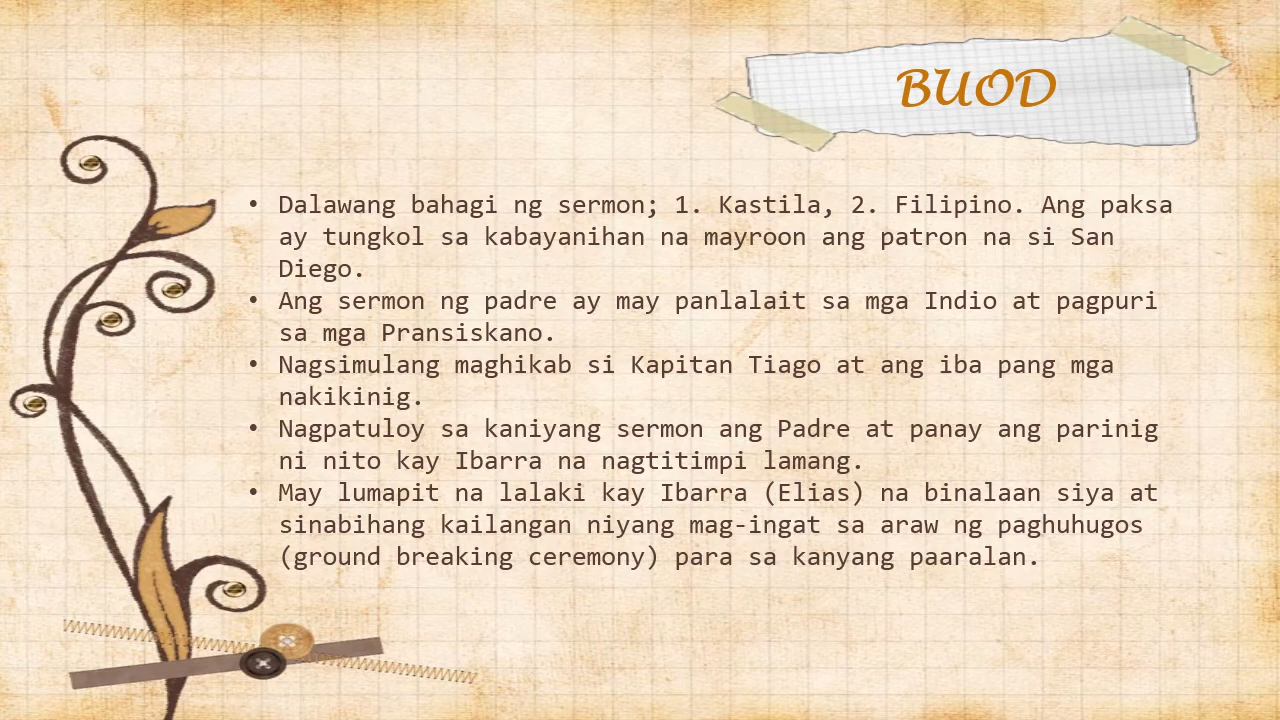 BUOD
• Dalawang bahagi ng sermon; 1. Kastila, 2. Filipino. Ang paksa
ay tungkol sa kabayanihan na mayroon ang patron na si San
Diego.
• Ang sermon ng padre ay may panlalait sa mga Indio at pagpuri
sa mga Pransiskano.
• Nagsimulang maghikab si Kapitan Tiago at ang iba pang mga
nakikinig.
• Nagpatuloy sa kaniyang sermon ang Padre at panay ang parinig
ni nito kay Ibarra na nagtitimpi lamang.
• May lumapit na lalaki kay Ibarra (Elias) na binalaan siya at
sinabihang kailangan niyang mag-ingat sa araw ng paghuhugos
(ground breaking ceremony) para sa kanyang paaralan.